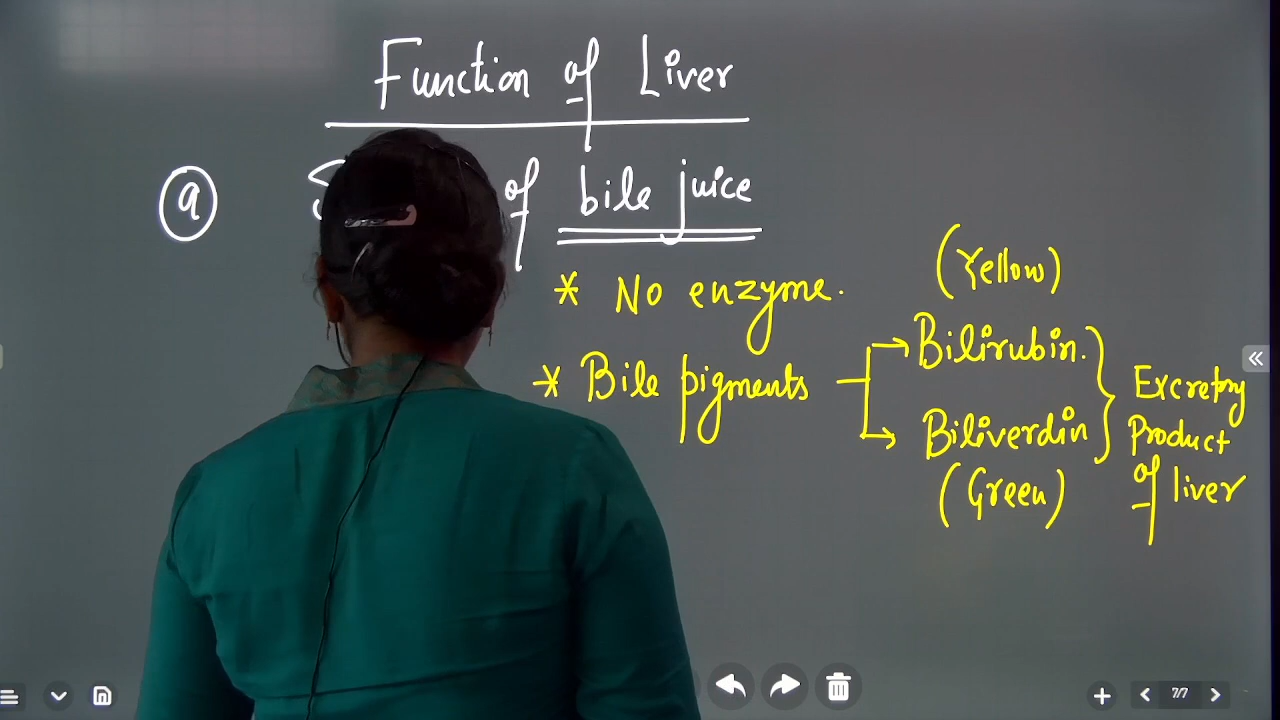 Function of Liver
(a) of bile juice
* No enzyme.
(Yellow)
* Bile pigments → Bilirubin.
→ Biliverdin
(Green)
} Excretory
Product
of liver
7/7